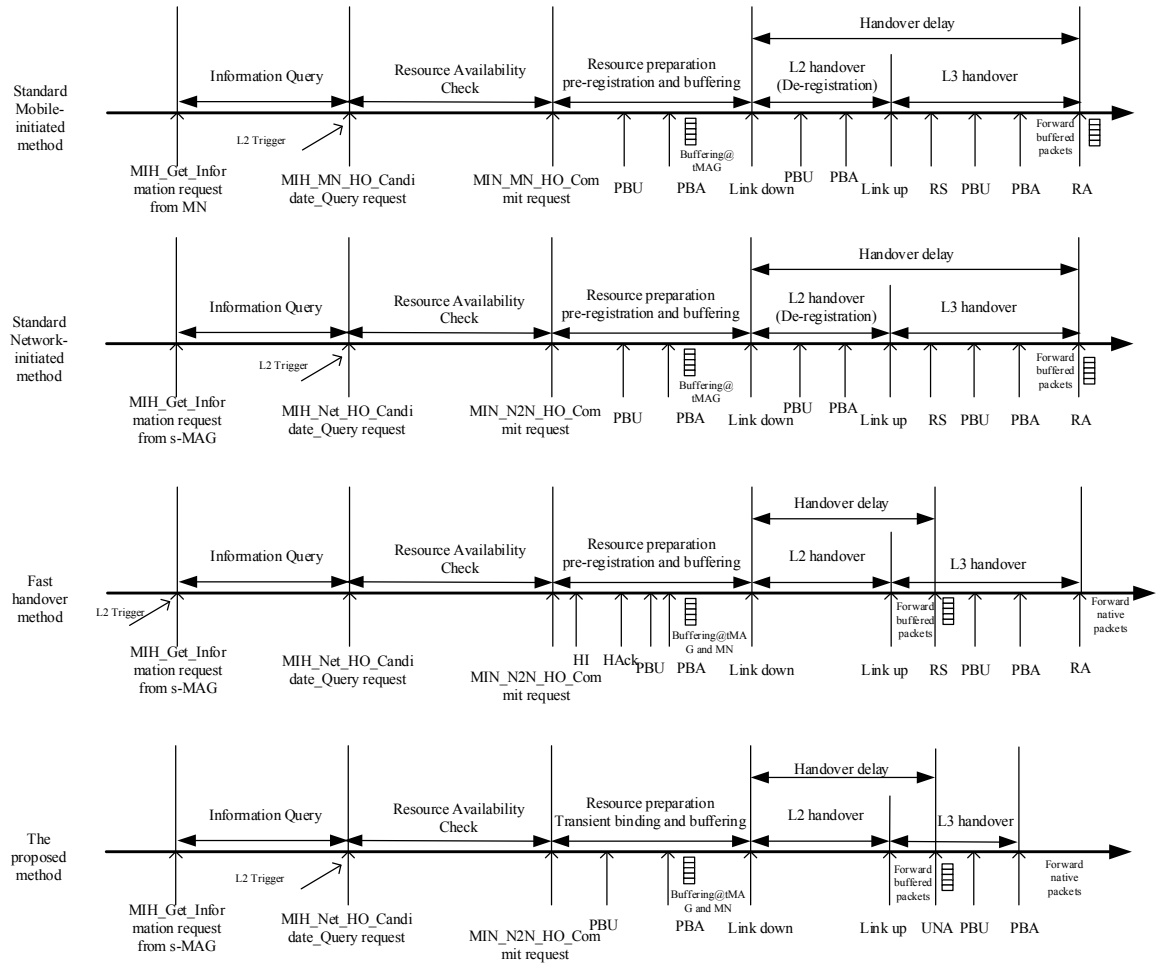 Handover delay
Information Query
Resource Availability
Check
Resource preparation
pre-registration and buffering
L2 handover
(De-registration)
L3 handover
Standard
Mobile-
initiated
method
L2 Trigger
Buffering@
tMAG
Forward
buffered
packets
MIH_Get_Infor
mation request
from MN
MIH_MN_HO_Candi
date_Query request
MIN_MN_HO_Com
mit request
PBU
PBA
Link down
PBU
PBA
Link up
RS
PBU
PBA
RA
Handover delay
Information Query
Resource Availability
Check
Resource preparation
pre-registration and buffering
L2 handover
(De-registration)
L3 handover
Standard
Network-
initiated
method
L2 Trigger
Buffering@
tMAG
Forward
buffered
packets
MIH_Get_Infor
mation request
from s-MAG
MIH_Net_HO_Candi
date_Query request
MIN_N2N_HO_Com
mit request
PBU
PBA
Link down
PBU
PBA
Link up
RS
PBU
PBA
RA
Handover delay
Information Query
Resource Availability
Check
Resource preparation
pre-registration and buffering
L2 handover
L3 handover
Fast
handover
method
L2 Trigger
Buffering@tMA
G and MN
Forward
buffered
packets
Forward
native
packets
MIH_Get_Infor
mation request
from s-MAG
MIH_Net_HO_Candi
date_Query request
MIN_N2N_HO_Com
mit request
HI
HAck
PBU
PBA
Link down
Link up
RS
PBU
PBA
RA
Handover delay
Information Query
Resource Availability
Check
Resource preparation
Transient binding and buffering
L2 handover
L3 handover
The
proposed
method
L2 Trigger
Buffering@tMA
G and MN
Forward
buffered
packets
Forward
native
packets
MIH_Get_Infor
mation request
from s-MAG
MIH_Net_HO_Candi
date_Query request
MIN_N2N_HO_Com
mit request
PBU
PBA
Link down
Link up
UNA
PBU
PBA